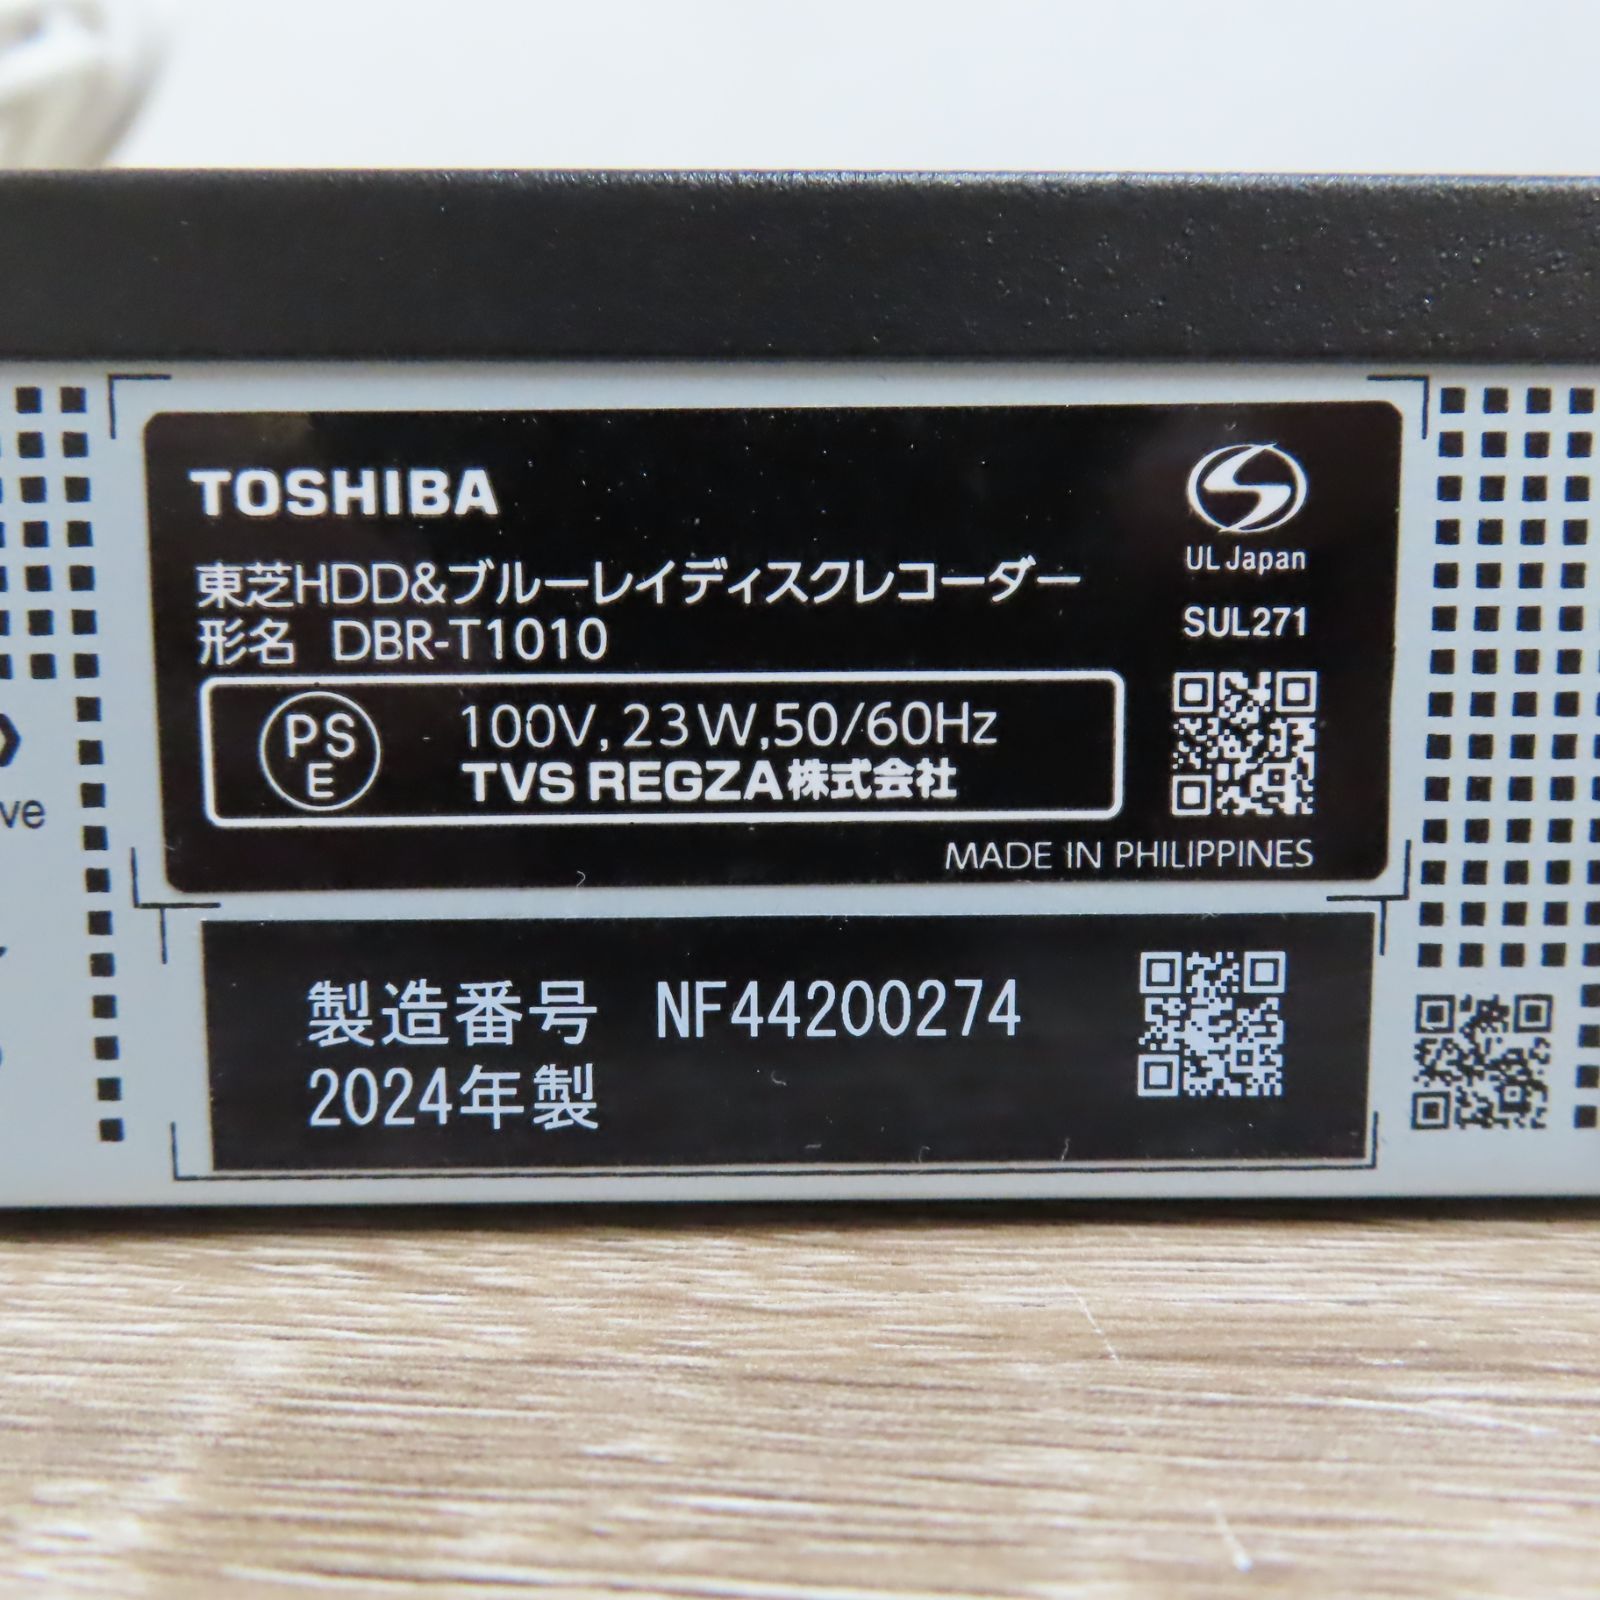 TOSHIBA
UL Japan
東芝HDD&ブルーレイディスクレコーダー
形名 DBR-T1010
SUL271
PS
E
100V, 23W, 50/60Hz
TVS REGZA株式会社
MADE IN PHILIPPINES
製造番号 NF44200274
2024年製